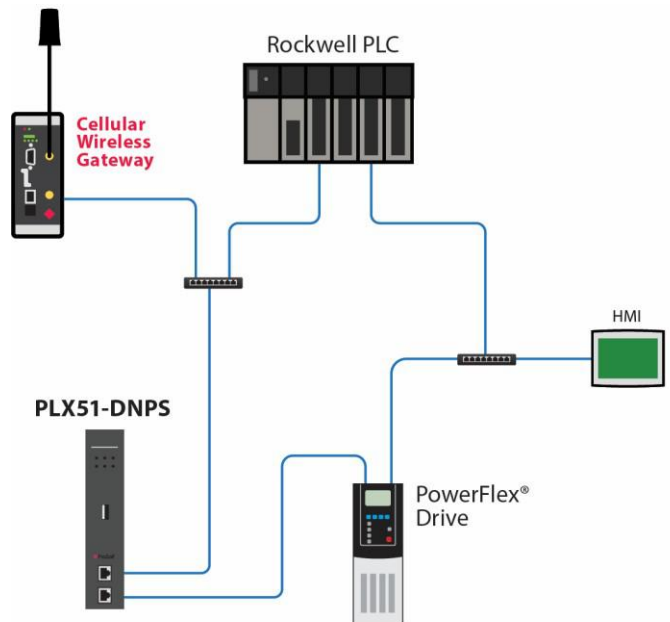 Rockwell PLC
Cellular
Wireless
Gateway
HMI
PLX51-DNPS
PowerFlex®
Drive